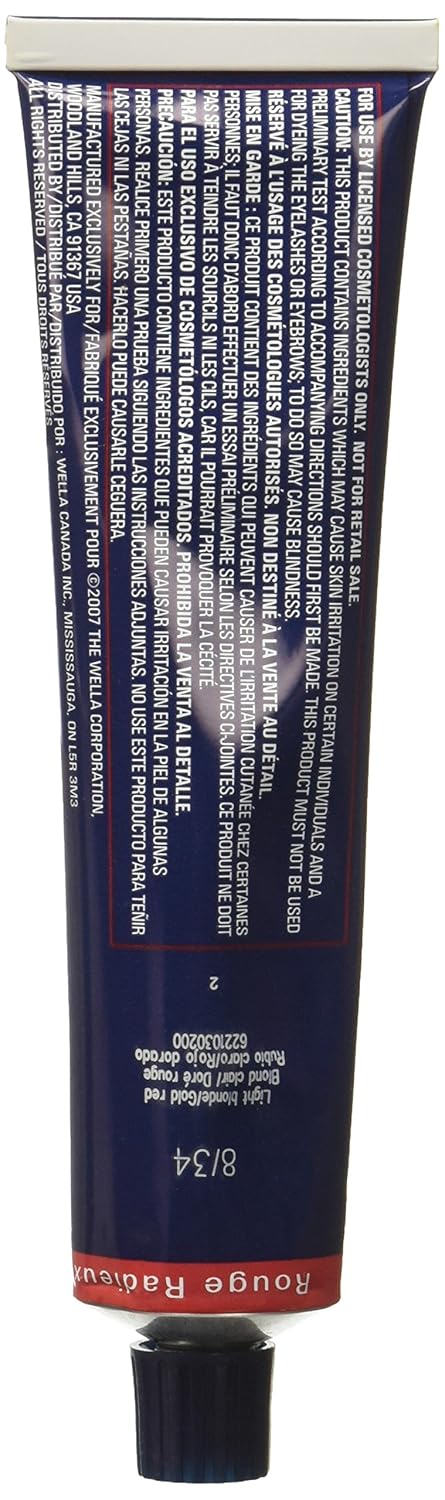 FOR USE BY LICENSED COSMETOLOGISTS ONLY. NOT FOR RETAIL SALE.
CAUTION: THIS PRODUCT CONTAINS INGREDIENTS WHICH MAY CAUSE SKIN IRRITATION ON CERTAIN INDIVIDUALS AND A
PRELIMINARY TEST ACCORDING TO ACCOMPANYING DIRECTIONS SHOULD FIRST BE MADE. THIS PRODUCT MUST NOT BE USED
FOR DYEING THE EYELASHES OR EYEBROWS; TO DO SO MAY CAUSE BLINDNESS.
RÉSERVÉ À L'USAGE DES COSMÉTOLOGUES AUTORISES. NON DESTINÉ À LA VENTE AU DÉTAIL
MISE EN GARDE : CE PRODUIT CONTIENT DES INGRÉDIENTS QUI PEUVENT CAUSER DE L'IRRITATION CUTANÉE CHEZ CERTAINES
PERSONNES; IL FAUT DONC D'ABORD EFFECTUER UN ESSAI PRÉLIMINAIRE SELON LES DIRECTIVES CI-JOINTES. CE PRODUIT NE DOIT
PAS SERVIR À TEINDRE LES SOURCILS NI LES CILS, CAR IL POURRAIT PROVOQUER LA CÉCITÉ.
PARA EL USO EXCLUSIVO DE COSMETÓLOGOS ACREDITADOS. PROHIBIDA LA VENTA AL DETALLE.
PRECAUCIÓN: ESTE PRODUCTO CONTIENE INGREDIENTES QUE PUEDEN CAUSAR IRRITACIÓN EN LA PIEL DE ALGUNAS
PERSONAS. REALICE PRIMERO UNA PRUEBA SIGUIENDO LAS INSTRUCCIONES ADJUNTAS. NO USE ESTE PRODUCTO PARA TEÑIR
LAS CEJAS NI LAS PESTAÑAS. HACERLO PUEDE CAUSARLE CEGUERA.
MANUFACTURED EXCLUSIVELY FOR/FABRIQUÉ EXCLUSIVEMENT POUR ©2007 THE WELLA CORPORATION,
WOODLAND HILLS, CA 91367 USA
DISTRIBUTED BY/DISTRIBUÉ PAR/DISTRIBUIDO POR : WELLA CANADA INC., MISSISSAUGA, ON L5R 3M3
ALL RIGHTS RESERVED / TOUS DROITS RÉSERVÉS
2
8/34
Light blonde/Gold red
Blond clair/ Doré rouge
Rubio claro/Rojo dorado
6221030200
Rouge Radieux